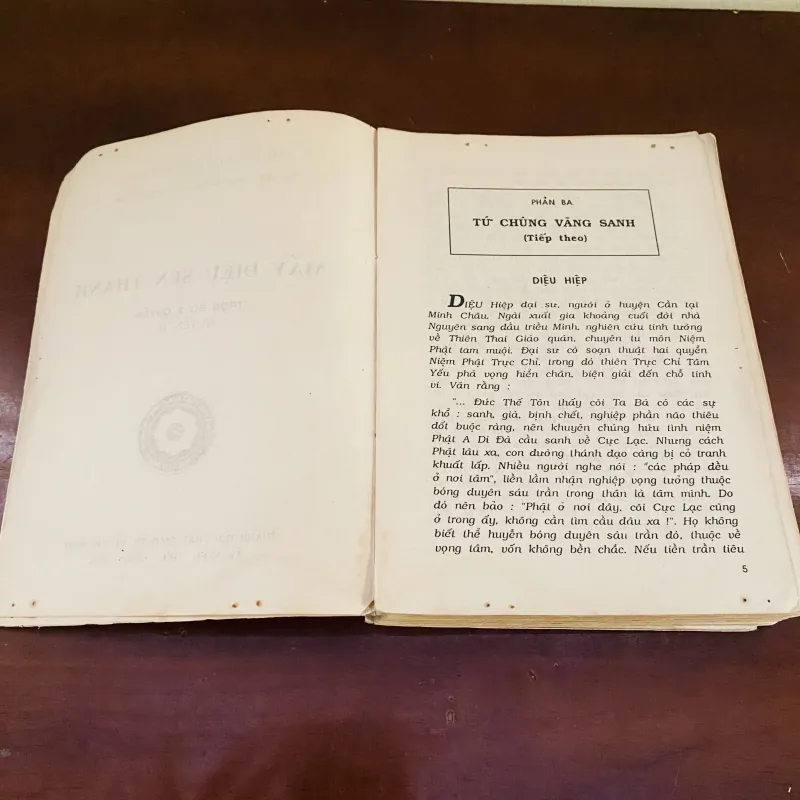 PHẦN BA
TỨ CHÚNG VÃNG SANH
(Tiếp theo)
DIỆU HIỆP
DIỆU Hiệp đại sư, người ở huyện Cần tại
Minh Châu. Ngài xuất gia khoảng cuối đời nhà
Nguyên sang đầu triều Minh, nghiên cứu tinh tường
về Thiên Thai Giáo quán, chuyên tu môn Niệm
Phật tam muội. Đại sư có soạn thuật hai quyển
Niệm Phật Trực Chỉ, trong đó thiên Trực Chỉ Tâm
Yếu phá vọng hiển chân, biện giải đến chỗ tinh
vi. Văn rằng :
"... Đức Thế Tôn thấy cõi Ta Bà có các sự
khổ : sanh, già, bịnh chết, nghiệp phần não thiêu
đốt buộc ràng, nên khuyên chúng hữu tình niệm
Phật A Di Đà cầu sanh về Cực Lạc. Nhưng cách
Phật lâu xa, con đường thánh đạo càng bị cỏ tranh
khuất lấp. Nhiều người nghe nói : "các pháp đều
ở nơi tâm", liền lầm nhận nghiệp vọng tưởng thuộc
bóng duyên sáu trần trong thân là tâm mình. Do
đó nên bảo : "Phật ở nơi đây, cõi Cực Lạc cũng
ở trong ấy, không cần tìm cầu đâu xa !". Họ không
biết thể huyễn bóng duyên sáu trần đó, thuộc về
vọng tâm, vốn không bền chắc. Nếu tiền trần tiêu
5
MẤY ĐIỆU SEN THANH
TRỌN BỘ 2 QUYỂN